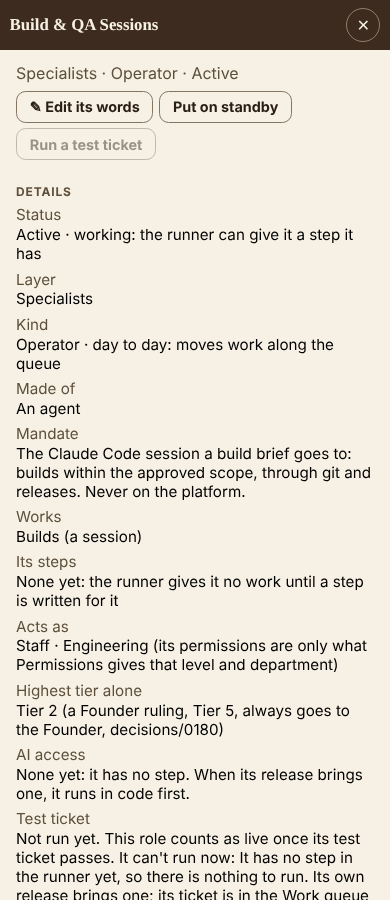 Build & QA Sessions
✕
Specialists · Operator · Active
✎ Edit its words
Put on standby
Run a test ticket
DETAILS
Status
Active · working: the runner can give it a step it
has
Layer
Specialists
Kind
Operator · day to day: moves work along the
queue
Made of
An agent
Mandate
The Claude Code session a build brief goes to:
builds within the approved scope, through git and
releases. Never on the platform.
Works
Builds (a session)
Its steps
None yet: the runner gives it no work until a step
is written for it
Acts as
Staff · Engineering (its permissions are only what
Permissions gives that level and department)
Highest tier alone
Tier 2 (a Founder ruling, Tier 5, always goes to
the Founder, decisions/0180)
AI access
None yet: it has no step. When its release brings
one, it runs in code first.
Test ticket
Not run yet. This role counts as live once its test
ticket passes. It can't run now: It has no step in
the runner yet, so there is nothing to run. Its own
release brings one; its ticket is in the Work queue